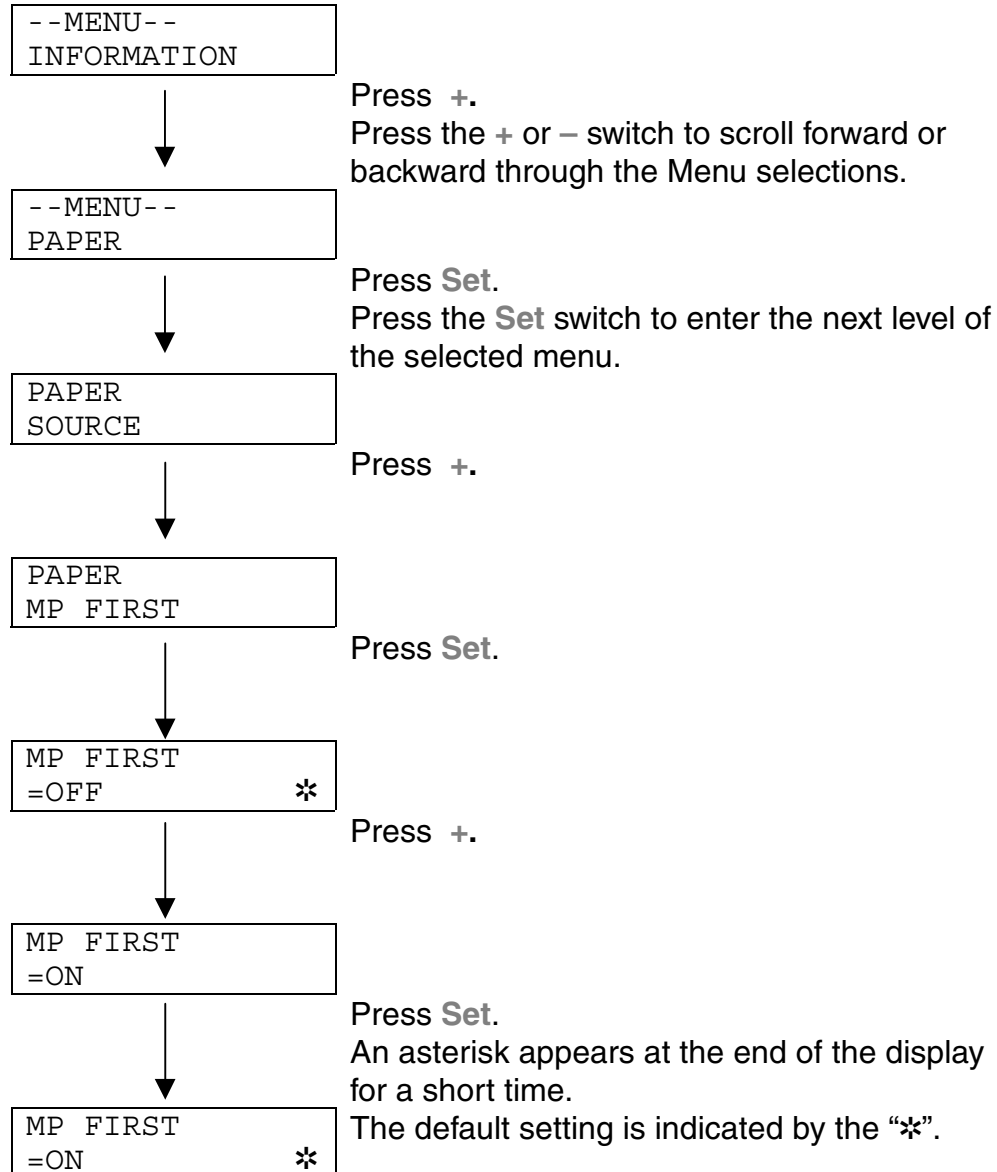 --MENU--
INFORMATION
Press +.
Press the + or – switch to scroll forward or
backward through the Menu selections.
--MENU--
PAPER
Press Set.
Press the Set switch to enter the next level of
the selected menu.
PAPER
SOURCE
Press +.
PAPER
MP FIRST
Press Set.
MP FIRST
=OFF ✲
Press +.
MP FIRST
=ON
Press Set.
An asterisk appears at the end of the display
for a short time.
The default setting is indicated by the “✲”.
MP FIRST
=ON ✲